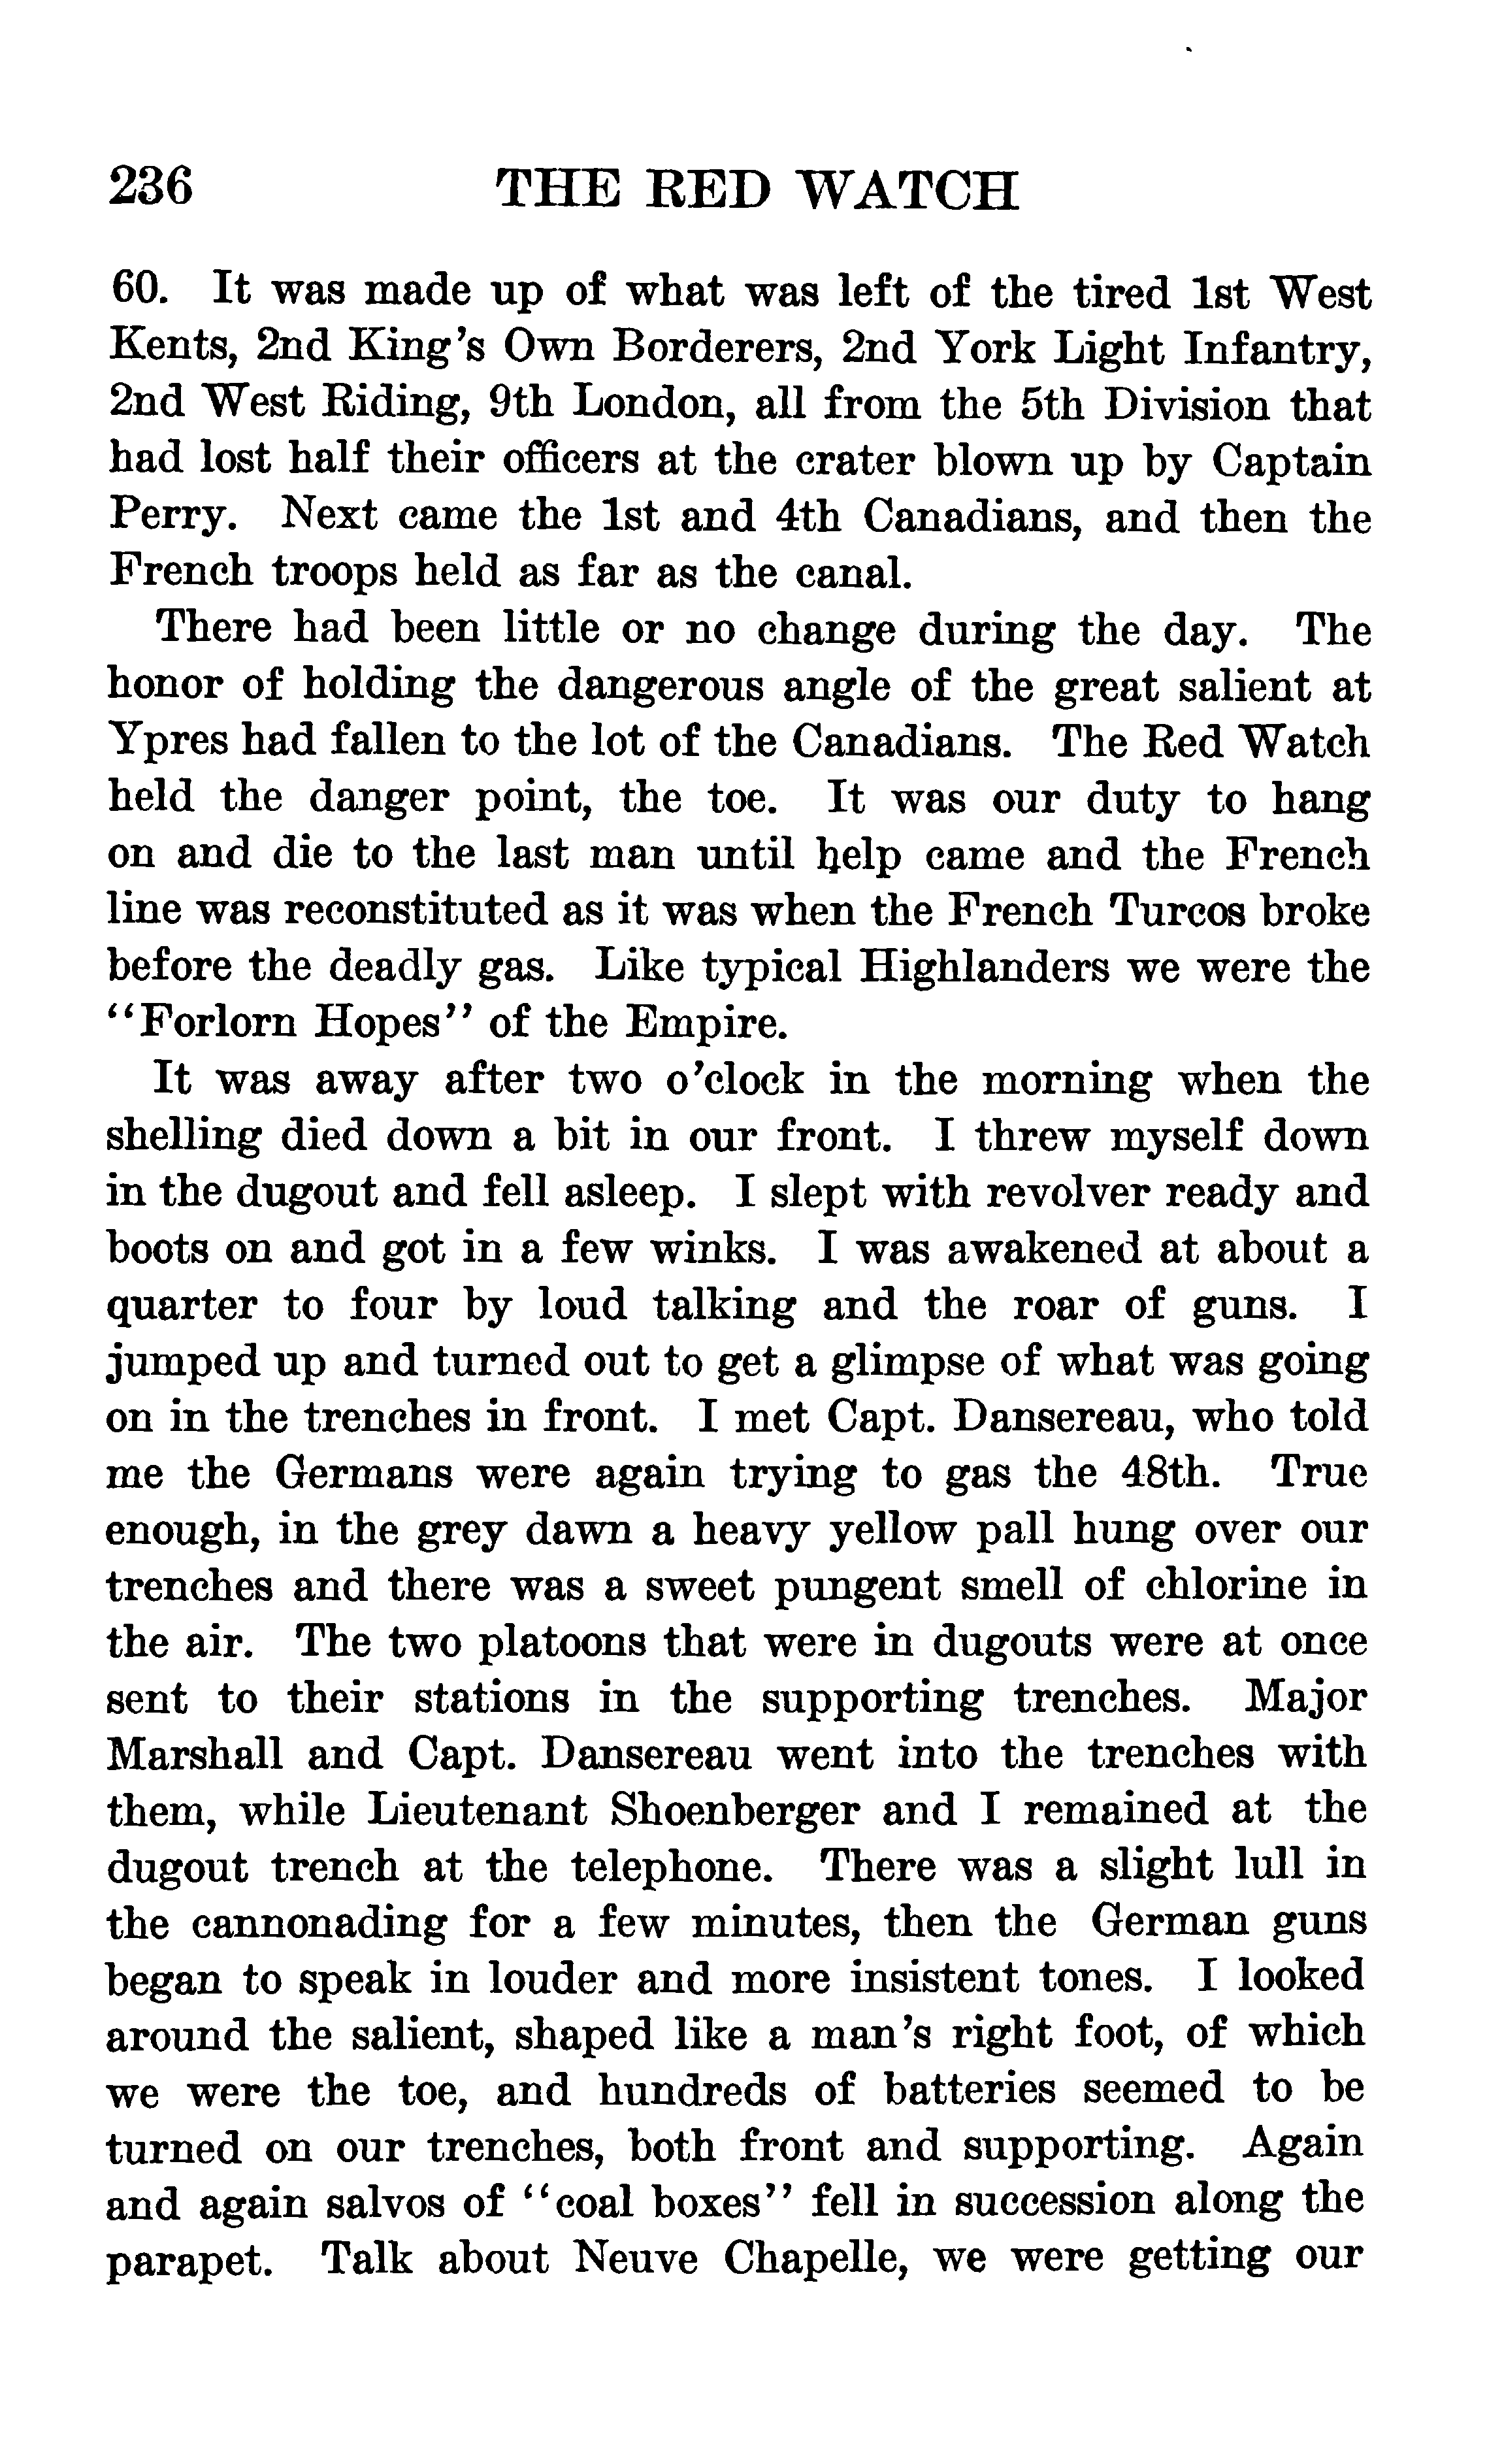 236 THE RED WATCH
60. It was made up of what was left of the tired 1st West
Kents, 2nd King's Own Borderers, 2nd York Light Infantry,
2nd West Riding, 9th London, all from the 5th Division that
had lost half their officers at the crater blown up by Captain
Perry. Next came the 1st and 4th Canadians, and then the
French troops held as far as the canal.
There had been little or no change during the day. The
honor of holding the dangerous angle of the great salient at
Ypres had fallen to the lot of the Canadians. The Red Watch
held the danger point, the toe. It was our duty to hang
on and die to the last man until help came and the French
line was reconstituted as it was when the French Turcos broke
before the deadly gas. Like typical Highlanders we were the
"Forlorn Hopes" of the Empire.
It was away after two o'clock in the morning when the
shelling died down a bit in our front. I threw myself down
in the dugout and fell asleep. I slept with revolver ready and
boots on and got in a few winks. I was awakened at about a
quarter to four by loud talking and the roar of guns. I
jumped up and turned out to get a glimpse of what was going
on in the trenches in front. I met Capt. Dansereau, who told
me the Germans were again trying to gas the 48th. True
enough, in the grey dawn a heavy yellow pall hung over our
trenches and there was a sweet pungent smell of chlorine in
the air. The two platoons that were in dugouts were at once
sent to their stations in the supporting trenches. Major
Marshall and Capt. Dansereau went into the trenches with
them, while Lieutenant Shoenberger and I remained at the
dugout trench at the telephone. There was a slight lull in
the cannonading for a few minutes, then the German guns
began to speak in louder and more insistent tones. I looked
around the salient, shaped like a man's right foot, of which
we were the toe, and hundreds of batteries seemed to be
turned on our trenches, both front and supporting. Again
and again salvos of "coal boxes" fell in succession along the
parapet. Talk about Neuve Chapelle, we were getting our